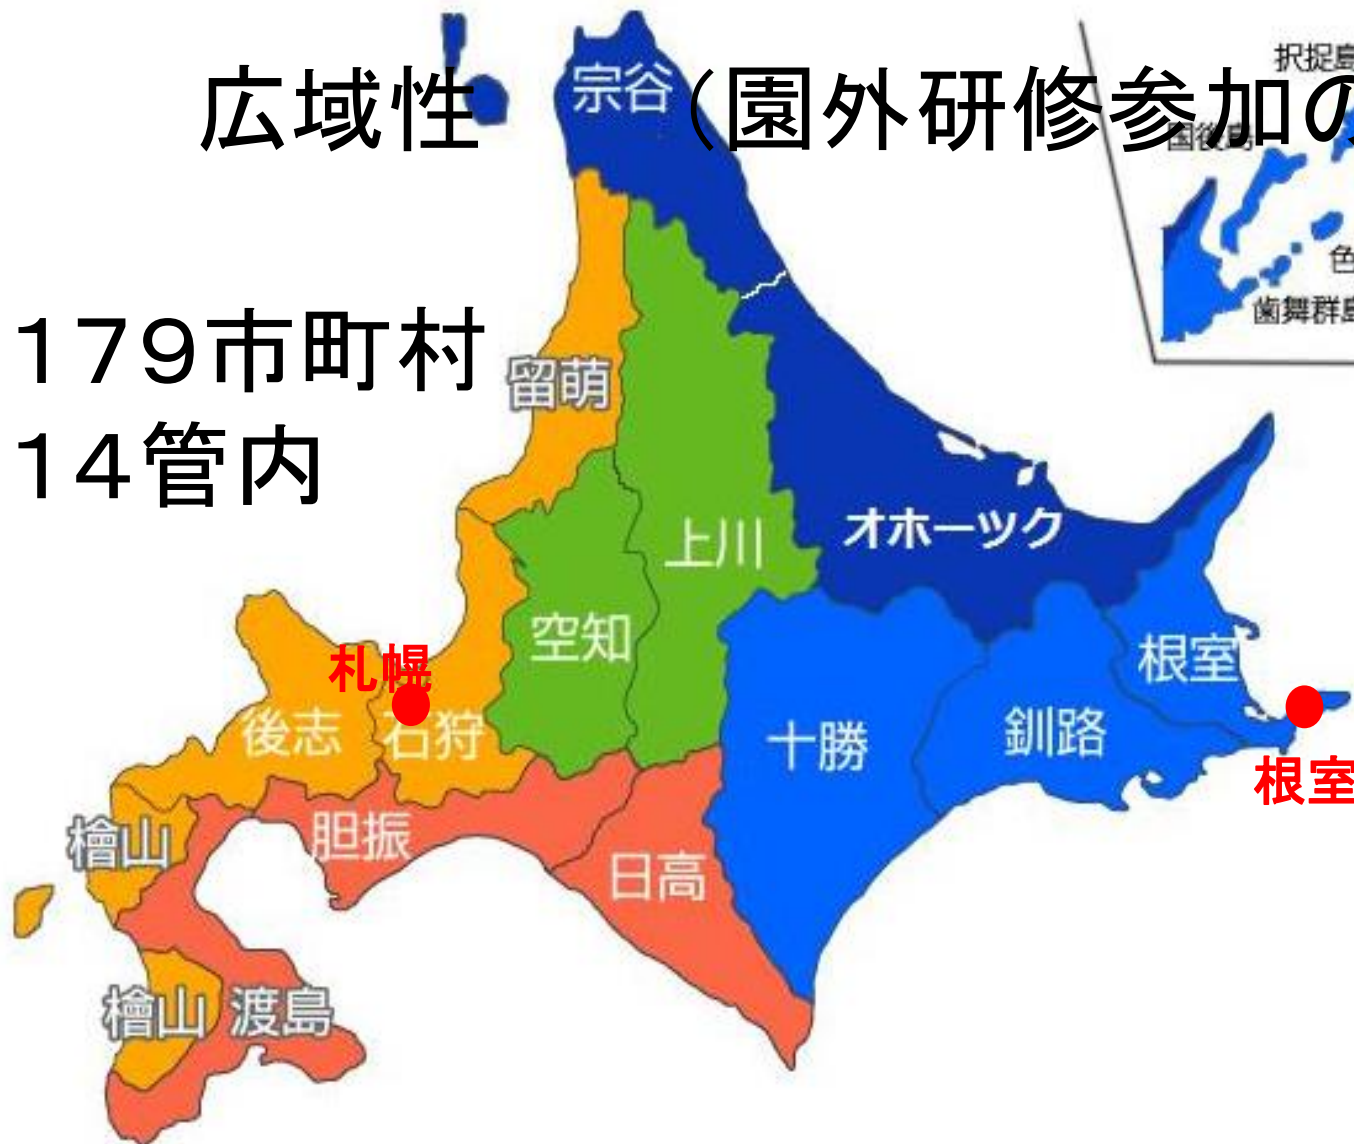 広域性 (園外研修参加の
宗谷
択捉島
国後島
色
歯舞群島
179市町村
14管内
留萌
上川
オホーツク
空知
札幌
後志
石狩
十勝
釧路
根室
根室
檜山
胆振
日高
檜山
渡島